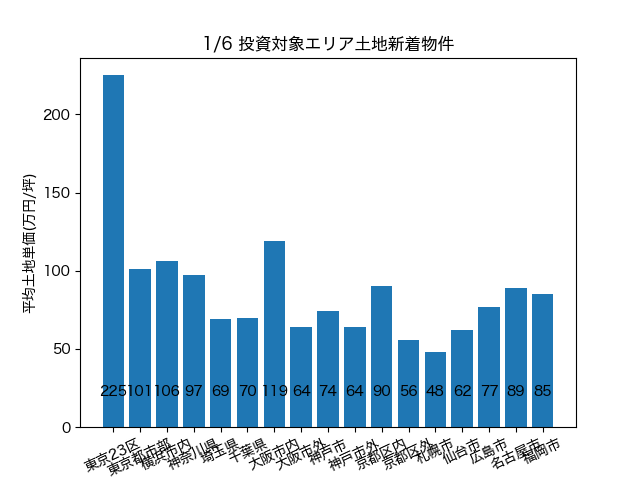 1/6 投資対象エリア土地新着物件
平均土地単価(万円/坪)
200
150
100
50
0
225 101 106 97 69 70 119 64 74 64 90 56 48 62 77 89 85
東京23区 東京都市部 横浜市内 神奈川県 埼玉県 千葉県 大阪市内 大阪市外 神戸市 神戸市外 京都区内 京都区外 札幌市 仙台市 広島市 名古屋市 福岡市